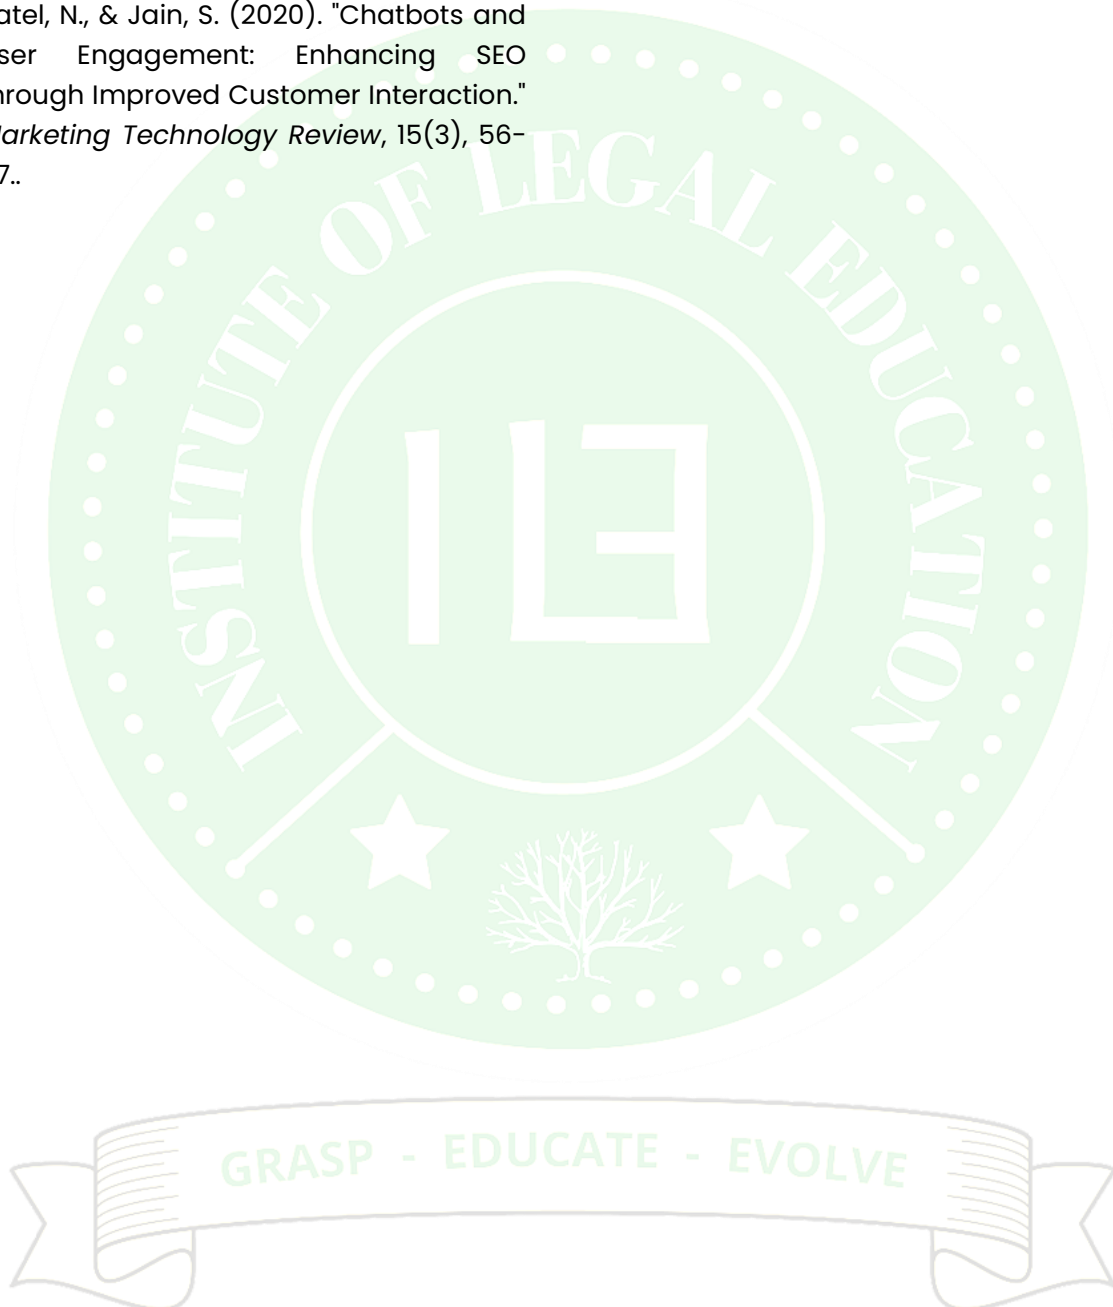 atel, N., & Jain, S. (2020). "Chatbots and
ser Engagement: Enhancing SEO
hrough Improved Customer Interaction."
arketing Technology Review, 15(3), 56-
7..
INSTITUTE OF LEGAL EDUCATION
ILE
GRASP - EDUCATE - EVOLVE